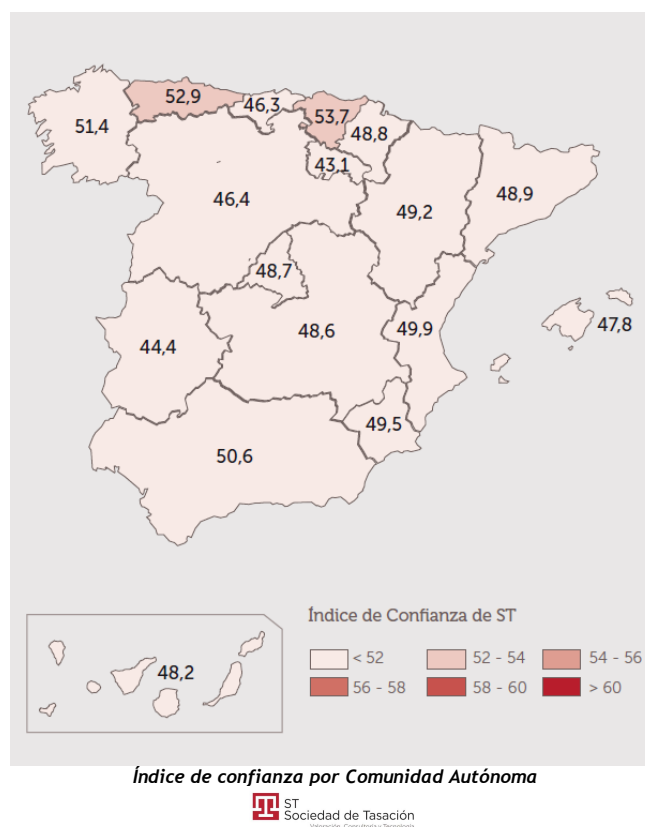 52,9
46,3
53,7
51,4
48,8
43,1
46,4
48,9
49,2
48,7
47,8
48,6
49,9
44,4
49,5
50,6
Índice de Confianza de ST
< 52
52 - 54
54 - 56
56 - 58
58 - 60
> 60
48,2
Índice de confianza por Comunidad Autónoma
ST
Sociedad de Tasación
Valoración, Consultoría y Tecnología